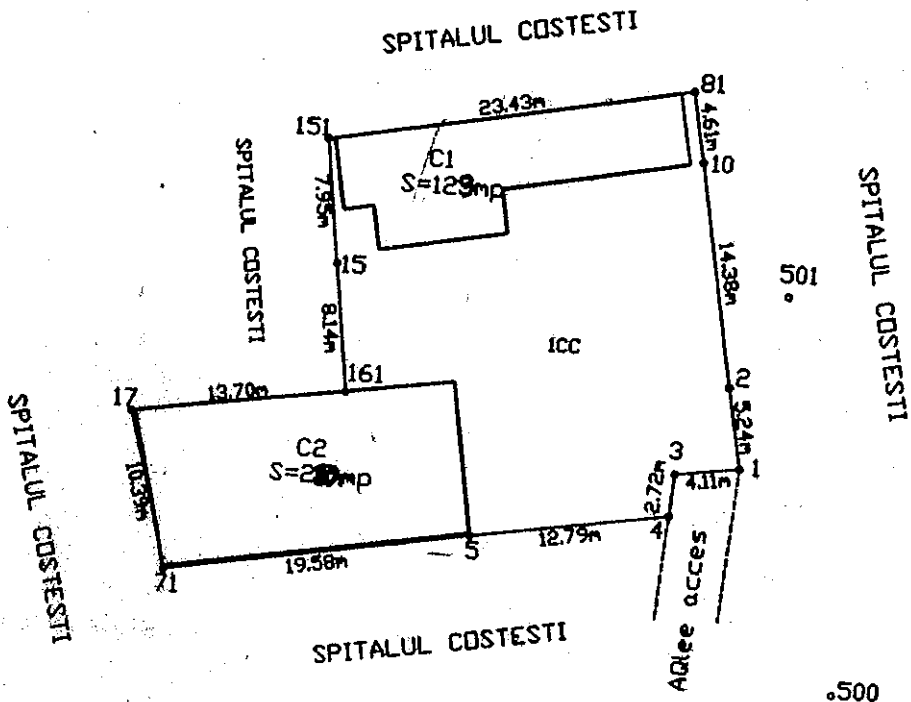 SPITALUL COSTESTI
81
23.43m
151
4.61m
10
SPITALUL COSTESTI
C1
7.95m
SPITALUL COSTESTI
15
14.38m
501
8.14m
1CC
161
2
17
13.70m
5.24m
SPITALUL COSTESTI
C2
3
1
10.39m
2.72m
4.11m
4
5
12.79m
71
19.58m
acces
SPITALUL COSTESTI
500